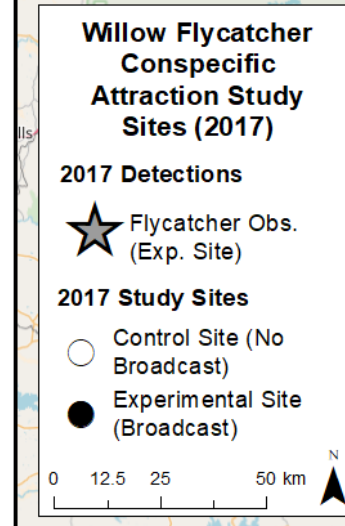 Willow Flycatcher
Conspecific
Attraction Study
Sites (2017)
lls
2017 Detections
Flycatcher Obs.
(Exp. Site)
2017 Study Sites
Control Site (No
Broadcast)
Experimental Site
(Broadcast)
N
0 12.5 25 50 km